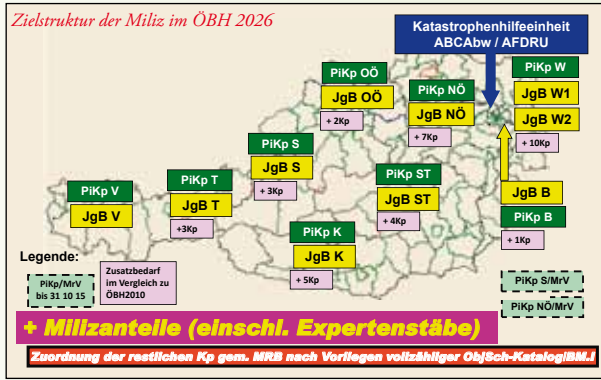 Zielstruktur der Miliz im ÖBH 2026
Katastrophenhilfeeinheit
ABCAbw / AFDRU
PiKp OÖ
JgB OÖ
+ 2Kp
PiKp NÖ
JgB NÖ
+ 7Kp
PiKp W
JgB W1
JgB W2
+ 10Kp
PiKp S
JgB S
+ 3Kp
PiKp V
JgB V
PiKp T
JgB T
+3Kp
PiKp ST
JgB ST
+ 4Kp
JgB B
PiKp B
+ 1Kp
PiKp K
JgB K
+ 5Kp
Legende:
PiKp/MrV
bis 31 10 15
Zusatzbedarf
im Vergleich zu
ÖBH2010
PiKp S/MrV
PiKp NÖ/MrV
+ Milizanteile (einschl. Expertenstäbe)
Zuordnung der restlichen Kp gem. MRB nach Vorliegen vollzähliger ObjSch-Katalog/BM.I